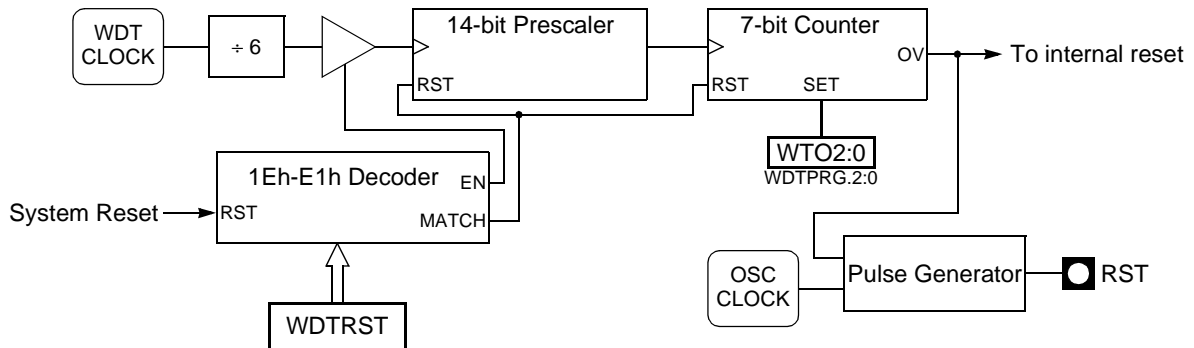 WDT
CLOCK
÷ 6
14-bit Prescaler
RST
7-bit Counter
RST
SET
OV
To internal reset
WTO2:0
WDTPRG.2:0
1Eh-E1h Decoder
EN
RST
MATCH
System Reset
WDTRST
OSC
CLOCK
Pulse Generator
RST